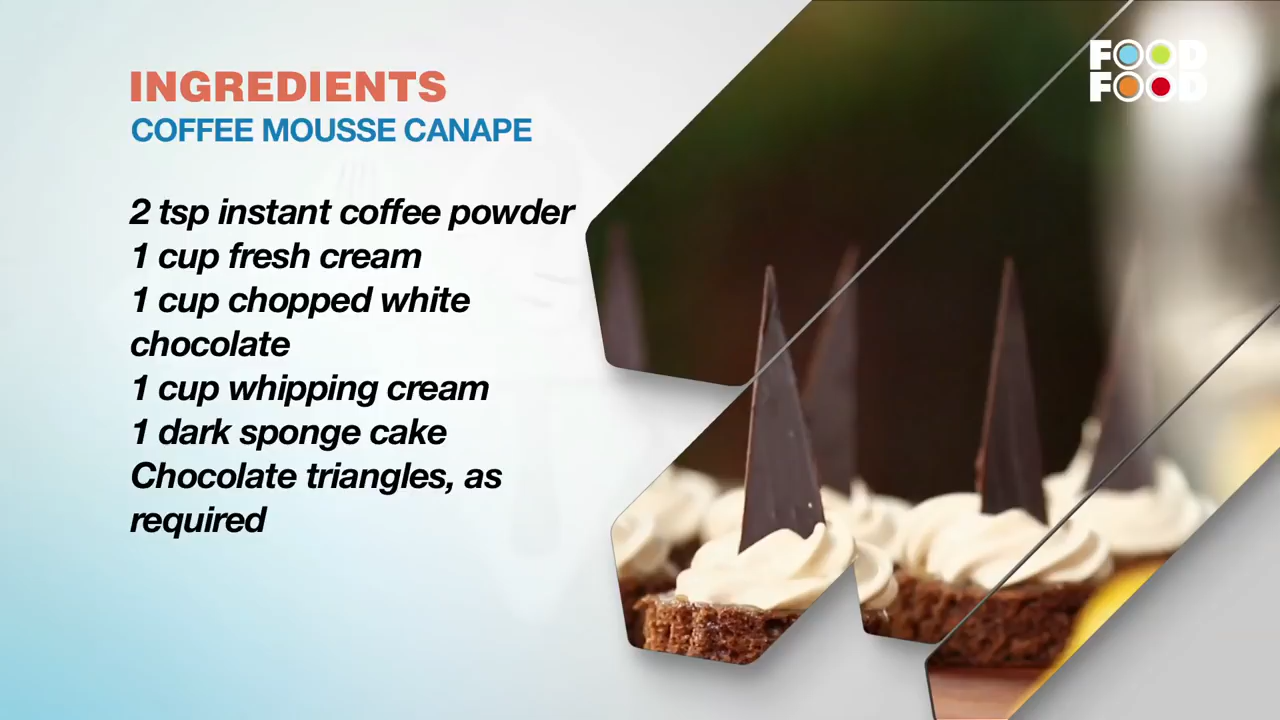 FOOD
FOOD
INGREDIENTS
COFFEE MOUSSE CANAPE
2 tsp instant coffee powder
1 cup fresh cream
1 cup chopped white
chocolate
1 cup whipping cream
1 dark sponge cake
Chocolate triangles, as
required